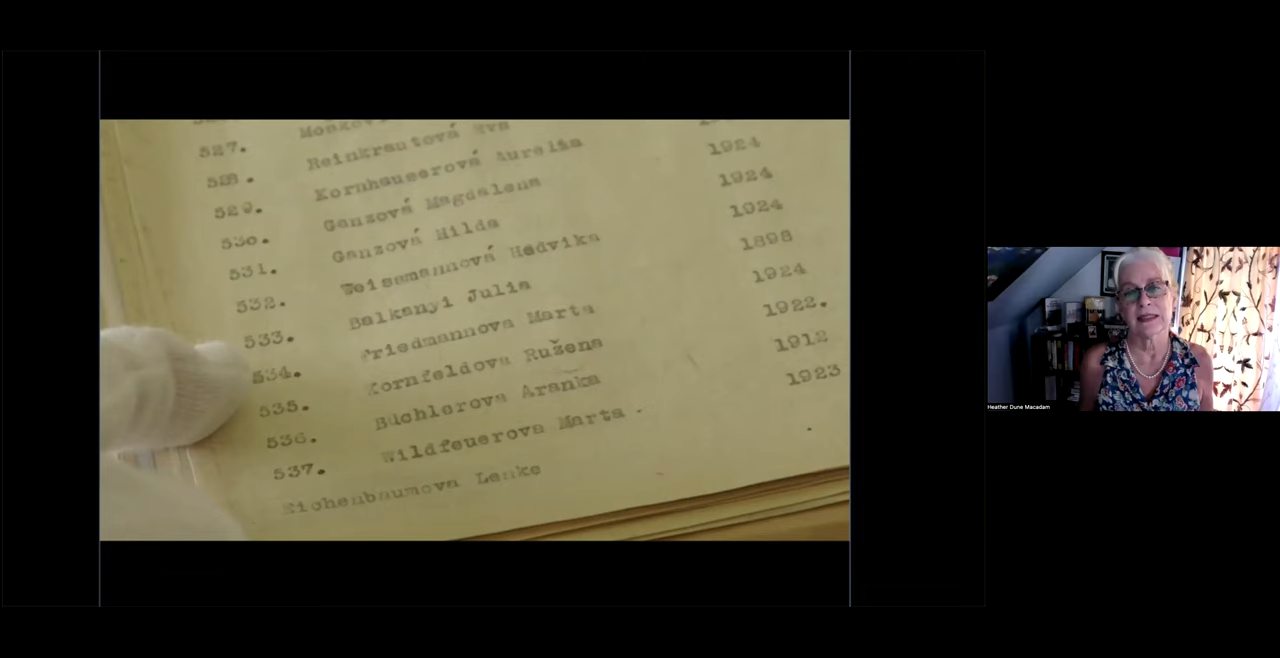 527.
528. Reinkrautová Eva
529. Kornhauserová Aurelia
530. Ganzová Magdalena 1924
531. Ganzová Hilda 1924
532. Weissmannová Hedvika 1924
533. Balkanyi Julia 1898
534. Friedmannova Marta 1924
535. Kornfeldova Ružena 1922.
536. Büchlerova Aranka 1912
537. Wildfeuerova Marta 1923
Eichenbaumova Lenke
Heather Dune Macadam